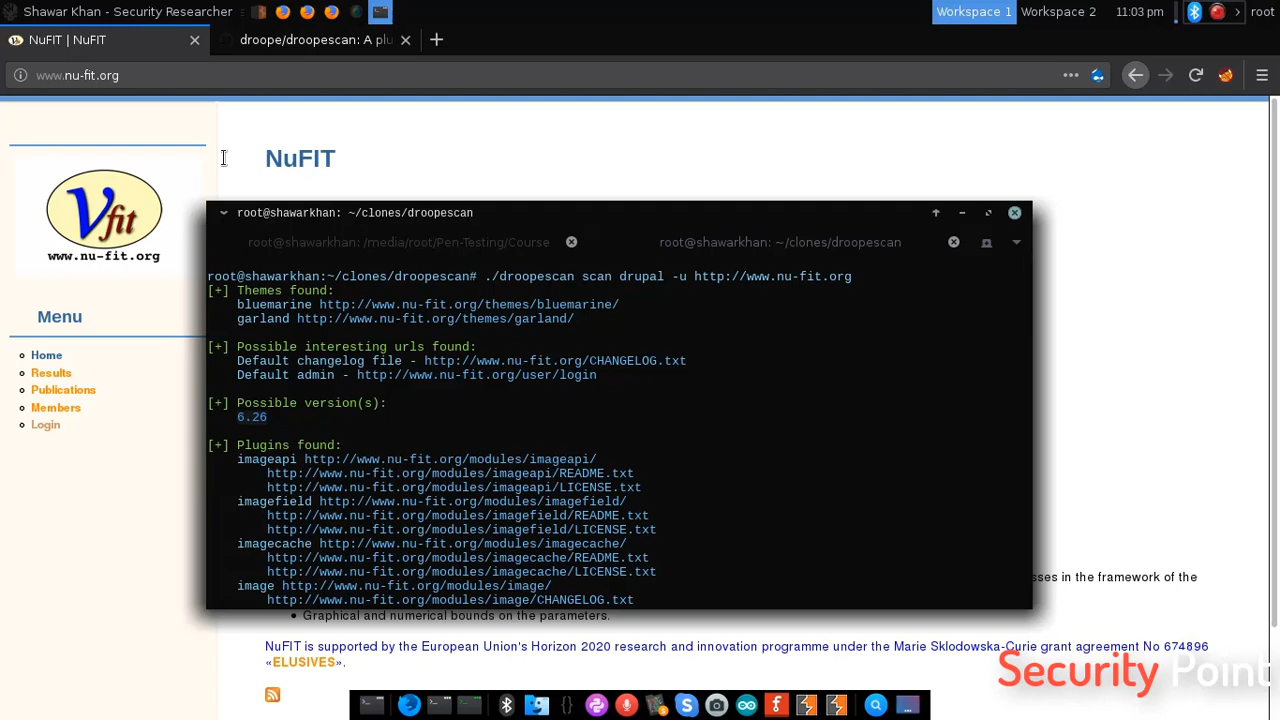 Shawar Khan - Security Researcher
Workspace 1 Workspace 2 11:03 pm root
NuFIT | NuFIT
droope/droopescan: A plu
www.nu-fit.org
NuFIT
Vfit
www.nu-fit.org
Menu
Home
Results
Publications
Members
Login
root@shawarkhan: ~/clones/droopescan
root@shawarkhan: /media/root/Pen-Testing/Course
root@shawarkhan: ~/clones/droopescan
root@shawarkhan:~/clones/droopescan# ./droopescan scan drupal -u http://www.nu-fit.org
[+] Themes found:
bluemarine http://www.nu-fit.org/themes/bluemarine/
garland http://www.nu-fit.org/themes/garland/
[+] Possible interesting urls found:
Default changelog file - http://www.nu-fit.org/CHANGELOG.txt
Default admin - http://www.nu-fit.org/user/login
[+] Possible version(s):
6.26
[+] Plugins found:
imageapi http://www.nu-fit.org/modules/imageapi/
http://www.nu-fit.org/modules/imageapi/README.txt
http://www.nu-fit.org/modules/imageapi/LICENSE.txt
imagefield http://www.nu-fit.org/modules/imagefield/
http://www.nu-fit.org/modules/imagefield/README.txt
http://www.nu-fit.org/modules/imagefield/LICENSE.txt
imagecache http://www.nu-fit.org/modules/imagecache/
http://www.nu-fit.org/modules/imagecache/README.txt
http://www.nu-fit.org/modules/imagecache/LICENSE.txt
image http://www.nu-fit.org/modules/image/
http://www.nu-fit.org/modules/image/CHANGELOG.txt
sses in the framework of the
Graphical and numerical bounds on the parameters.
NuFIT is supported by the European Union's Horizon 2020 research and innovation programme under the Marie Sklodowska-Curie grant agreement No 674896
«ELUSIVES».
Security Point